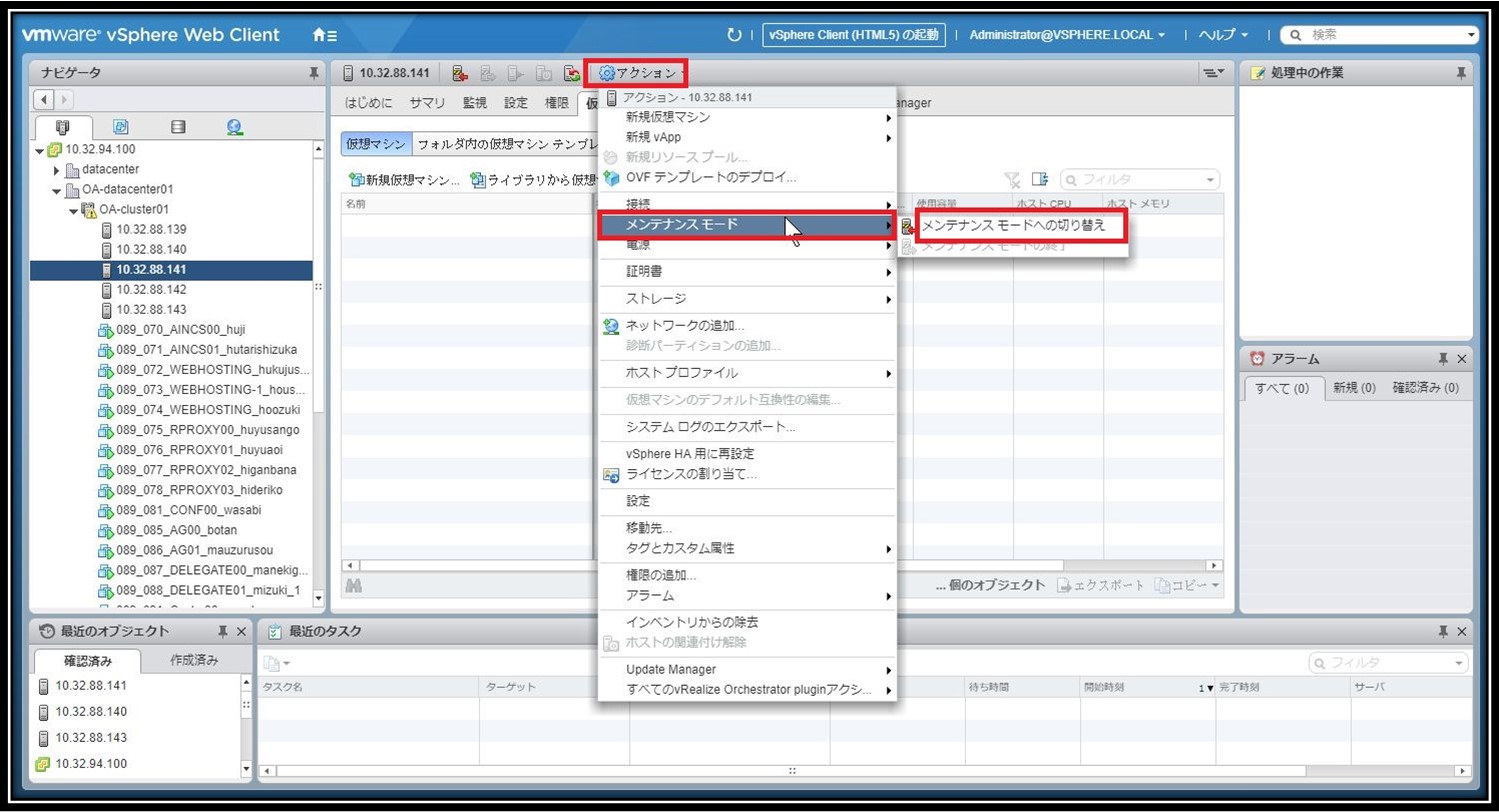 vmware® vSphere Web Client
vSphere Client (HTML5) の起動
Administrator@VSPHERE.LOCAL
ヘルプ
検索
ナビゲータ
10.32.94.100
datacenter
OA-datacenter01
OA-cluster01
10.32.88.139
10.32.88.140
10.32.88.141
10.32.88.142
10.32.88.143
089_070_AINCS00_huji
089_071_AINCS01_hutarishizuka
089_072_WEBHOSTING_hukujus...
089_073_WEBHOSTING-1_hous...
089_074_WEBHOSTING_hoozuki
089_075_RPROXY00_huyusango
089_076_RPROXY01_huyuaoi
089_077_RPROXY02_higanbana
089_078_RPROXY03_hideriko
089_081_CONF00_wasabi
089_085_AG00_botan
089_086_AG01_mauzurusou
089_087_DELEGATE00_manekig...
089_088_DELEGATE01_mizuki_1
10.32.88.141
アクション
はじめに サマリ 監視 設定 権限 仮
anager
仮想マシン フォルダ内の仮想マシン テンプレ
新規仮想マシン... ライブラリから仮想
フィルタ
名前
使用容量
ホスト CPU
ホスト メモリ
... 個のオブジェクト
エクスポート
コピー
アクション - 10.32.88.141
新規仮想マシン
新規 vApp
新規リソース プール...
OVF テンプレートのデプロイ...
接続
メンテナンス モード
電源
証明書
ストレージ
ネットワークの追加...
診断パーティションの追加...
ホスト プロファイル
仮想マシンのデフォルト互換性の編集...
システム ログのエクスポート...
vSphere HA 用に再設定
ライセンスの割り当て...
設定
移動先...
タグとカスタム属性
権限の追加...
アラーム
インベントリからの除去
ホストの関連付け解除
Update Manager
すべてのvRealize Orchestrator pluginアクシ...
メンテナンス モードへの切り替え
メンテナンス モードの終了
処理中の作業
アラーム
すべて (0) 新規 (0) 確認済み (0)
最近のオブジェクト
確認済み 作成済み
10.32.88.141
10.32.88.140
10.32.88.143
10.32.94.100
最近のタスク
フィルタ
タスク名
ターゲット
待ち時間
開始時刻
1
完了時刻
サーバ